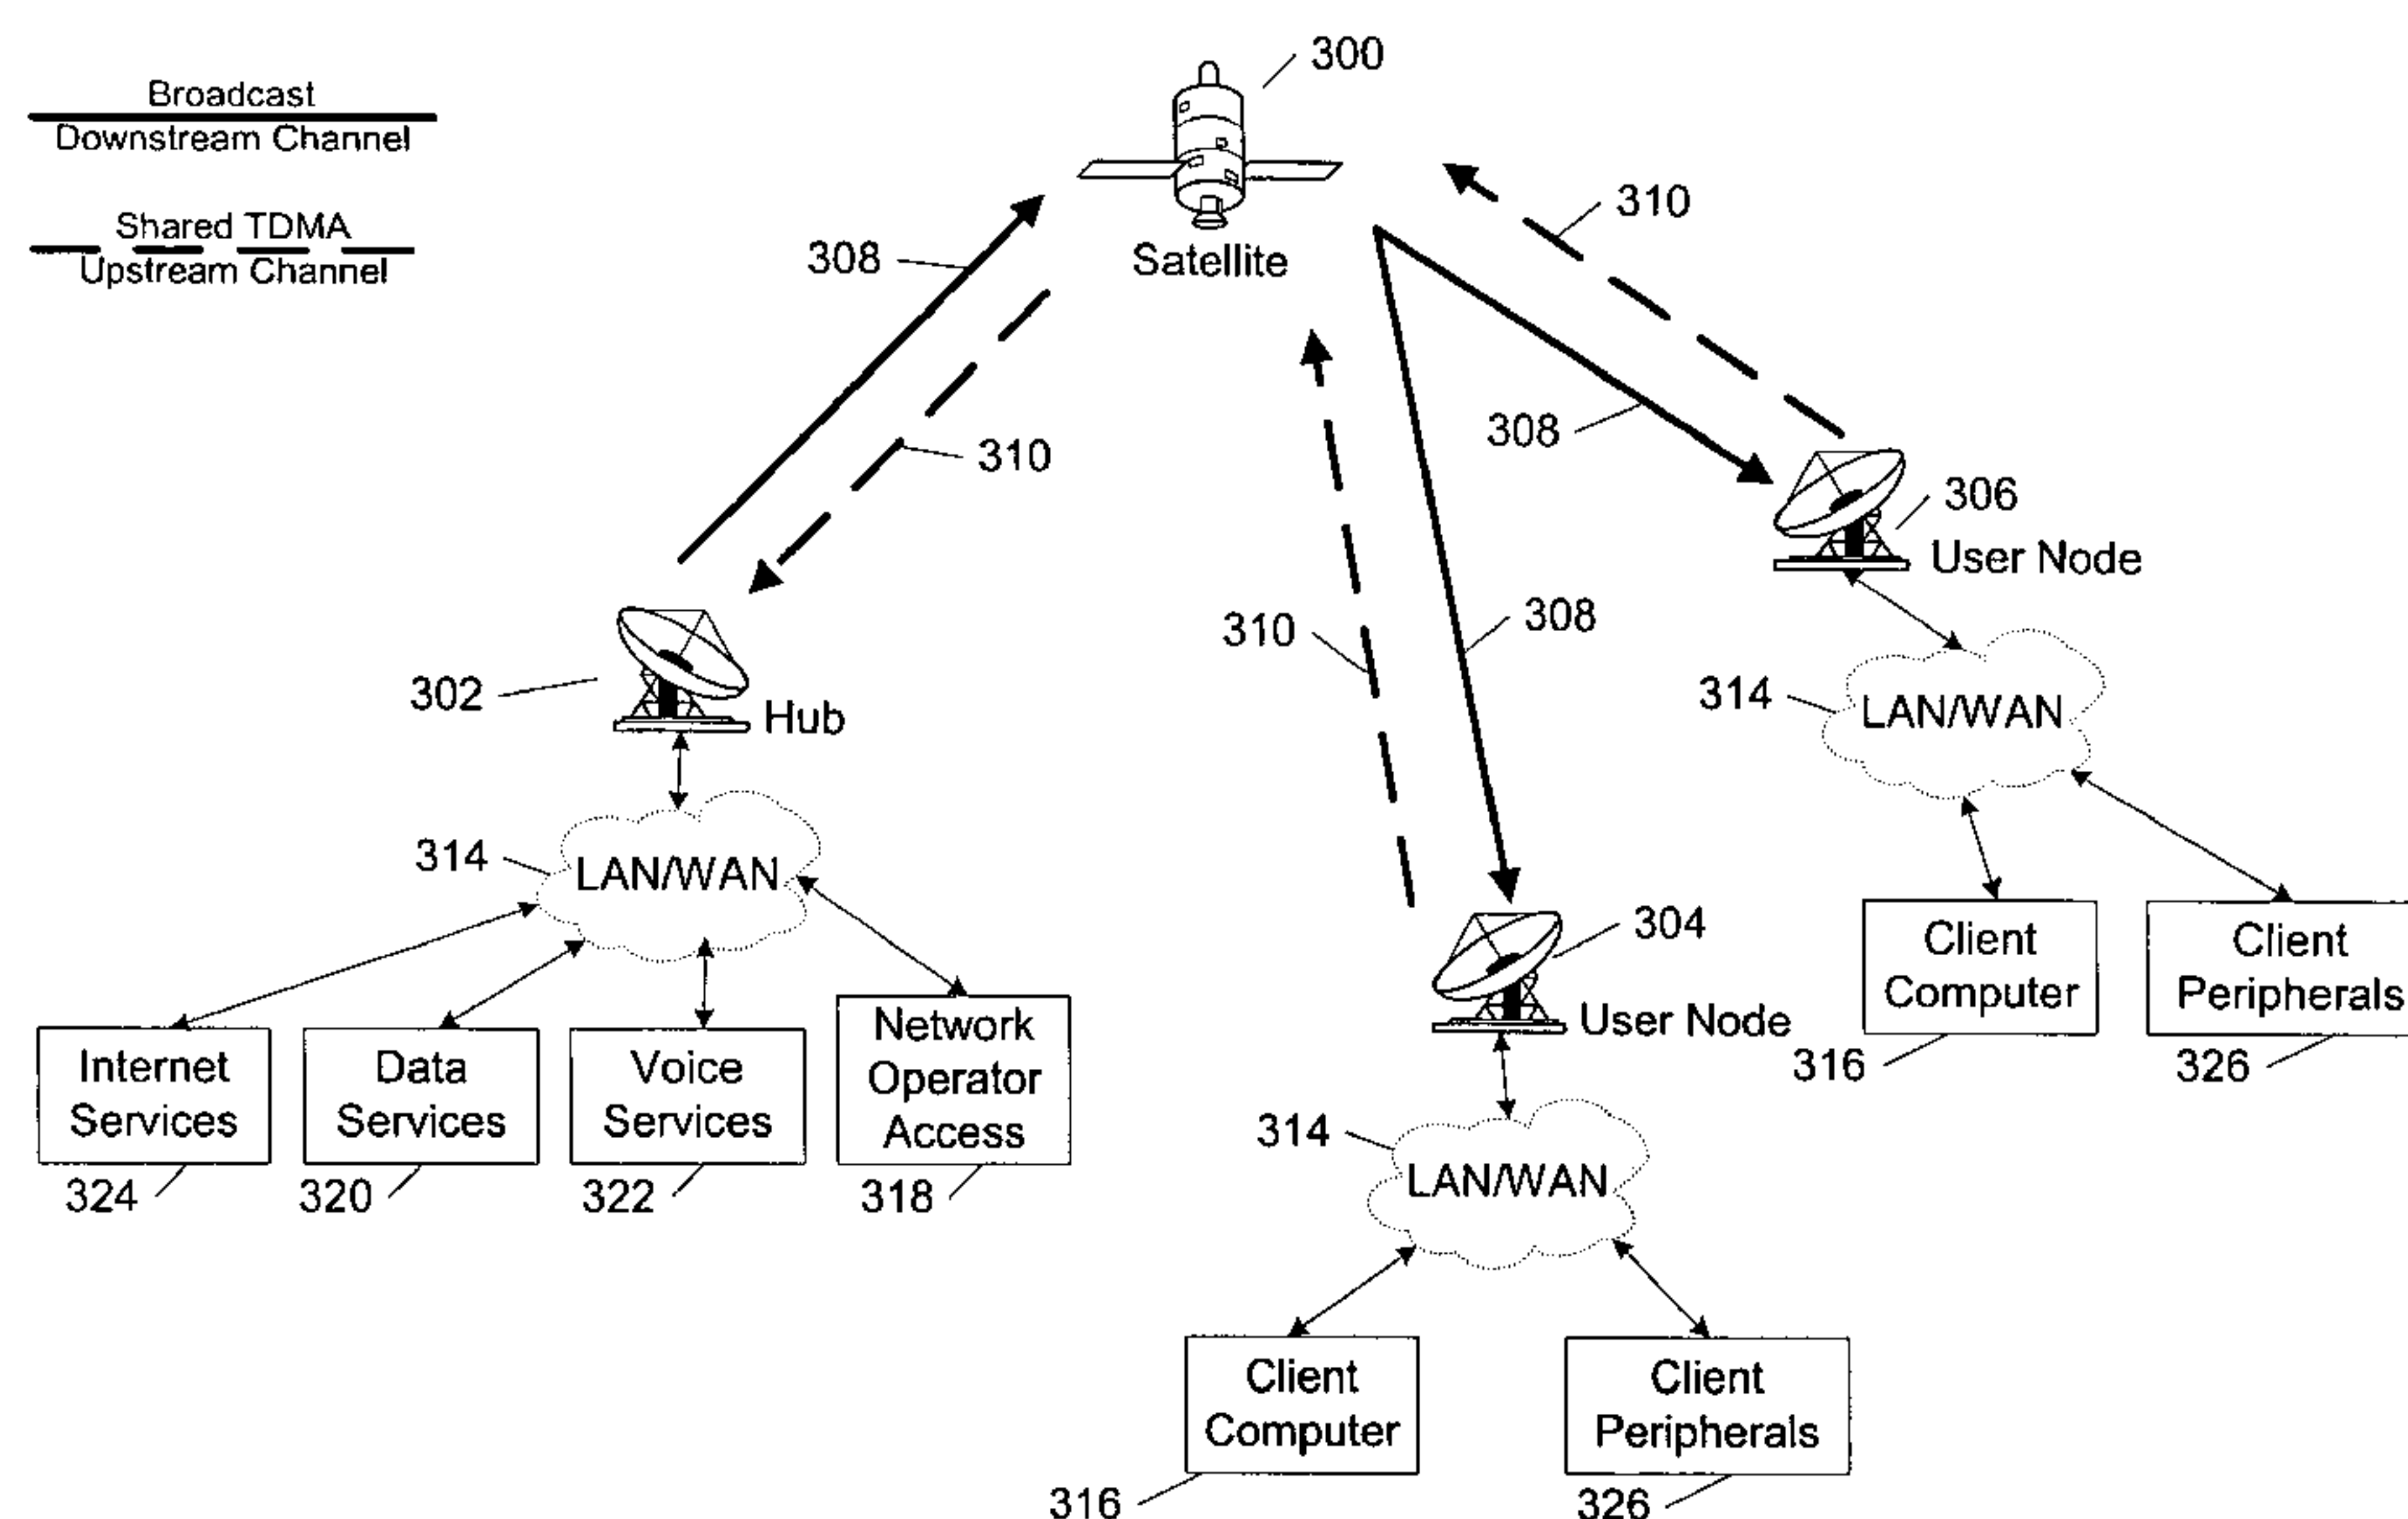 300
Broadcast
Downstream Channel
Shared TDMA
Upstream Channel
310
308
Satellite
310
308
306
User Node
302
Hub
310
308
314
LAN/WAN
314
LAN/WAN
304
User Node
Client
Computer
Client
Peripherals
316
326
Internet
Services
Data
Services
Voice
Services
Network
Operator
Access
324
320
322
318
314
LAN/WAN
Client
Computer
Client
Peripherals
316
326